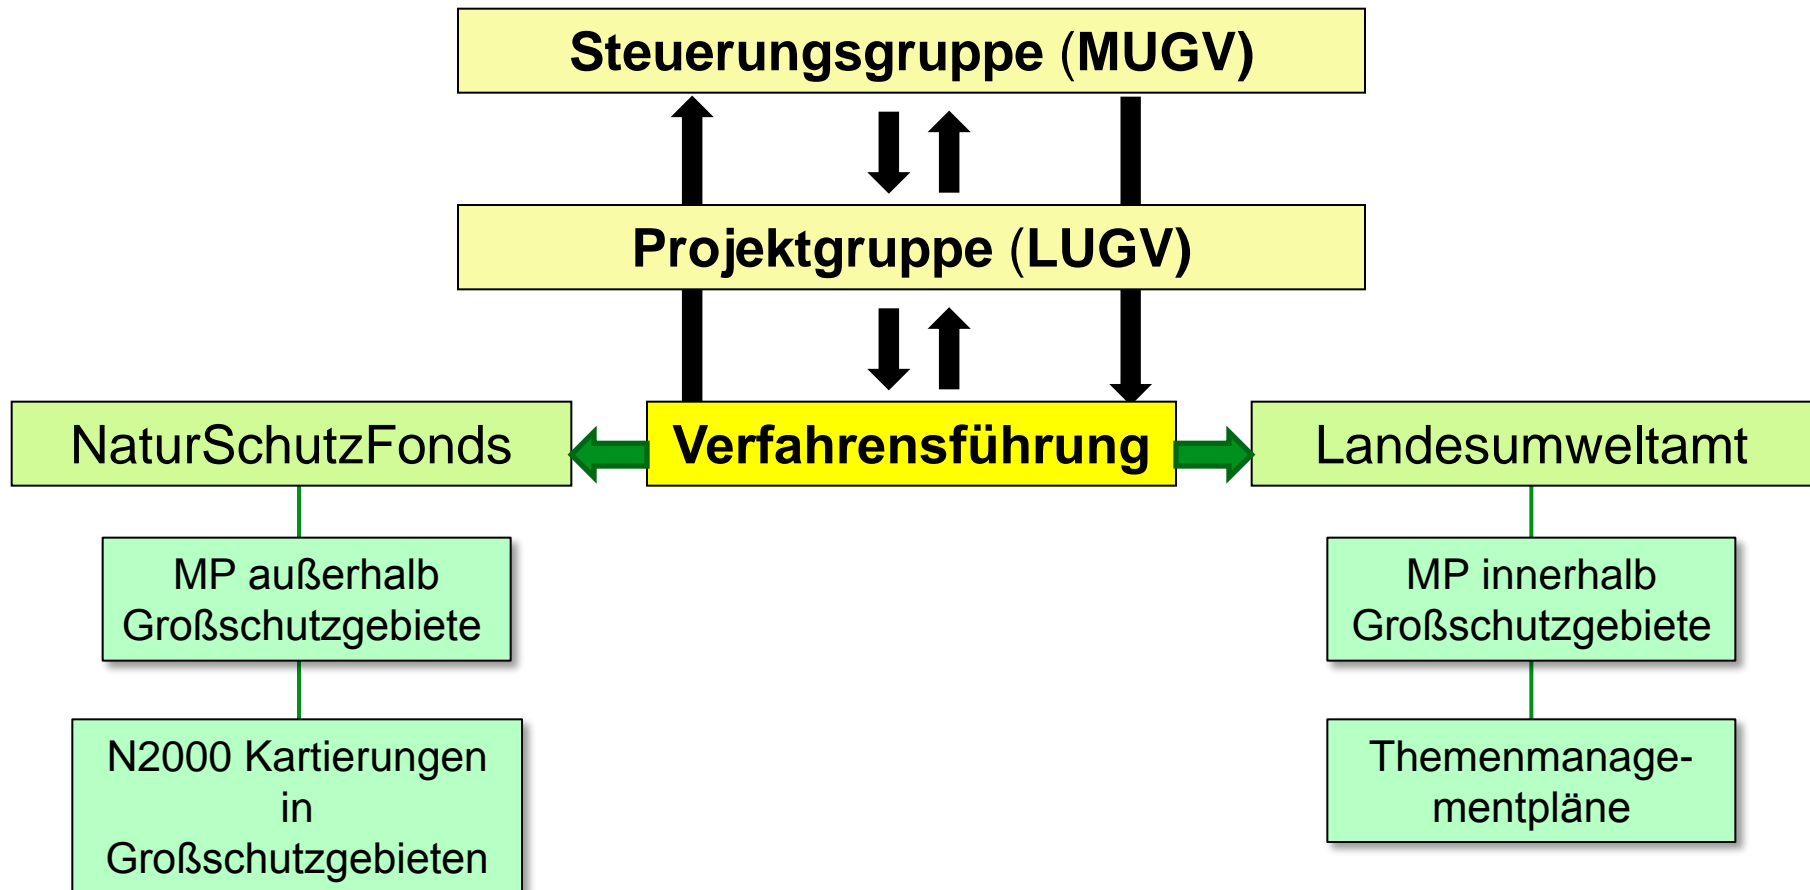 Steuerungsgruppe (MUGV)
Projektgruppe (LUGV)
NaturSchutzFonds
Verfahrensführung
Landesumweltamt
MP außerhalb
Großschutzgebiete
MP innerhalb
Großschutzgebiete
N2000 Kartierungen
in
Großschutzgebieten
Themenmanage-
mentpläne